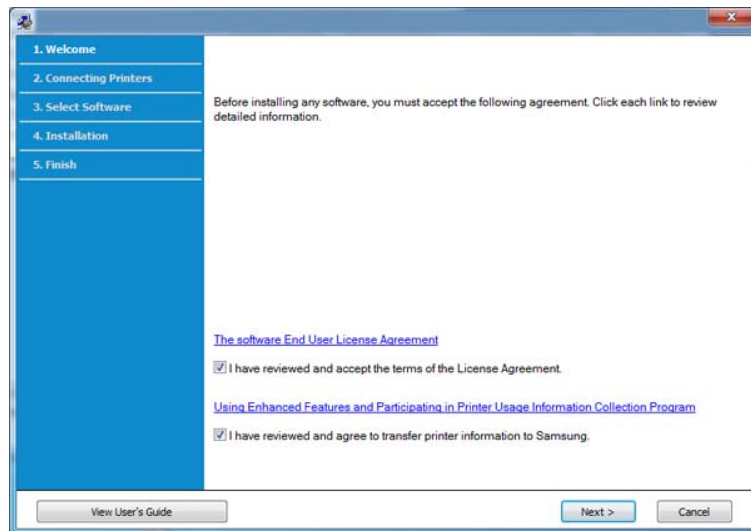 1. Welcome
2. Connecting Printers
3. Select Software
4. Installation
5. Finish
Before installing any software, you must accept the following agreement. Click each link to review
detailed information.
The software End User License Agreement
I have reviewed and accept the terms of the License Agreement.
Using Enhanced Features and Participating in Printer Usage Information Collection Program
I have reviewed and agree to transfer printer information to Samsung.
View User's Guide
Next >
Cancel